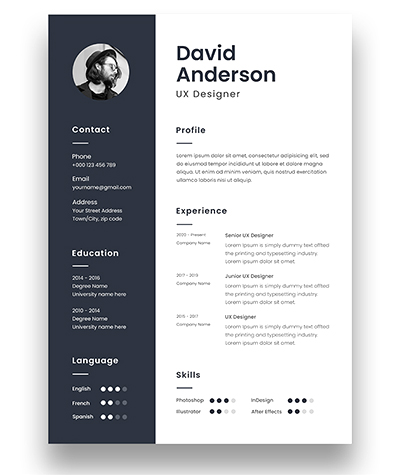 David
Anderson
UX Designer
Contact
Phone
+000 123 456 789
Email
yourname@gmail.com
Address
Your Street Address
Town/City, zip code
Education
2014 - 2016
Degree Name
University name here
2010 - 2014
Degree Name
University name here
Language
English
French
Spanish
Profile
Lorem ipsum dolor sit amet, consectetur adipiscing,
sed do eiusmod tempor incididunt ut labore et dolore
magna aliqua. Ut enim ad minim veniam, quis nostrud
exercitation ullamco laboris nisi ut aliquip.
Experience
2020 - Present
Company Name
Senior UX Designer
Lorem Ipsum is simply dummy text offted
the printing and typesetting industry.
Lorem ipsum dolor sit omet.
2017 - 2019
Company Name
Junior UX Designer
Lorem Ipsum is simply dummy text offted
the printing and typesetting industry.
Lorem ipsum dolor sit amet.
2015 - 2017
Company Name
UX Designer
Lorem Ipsum is simply dummy text offted
the printing and typesetting industry.
Lorem ipsum dolor sit amet.
Skills
Photoshop
InDesign
Illustrator
After Effects